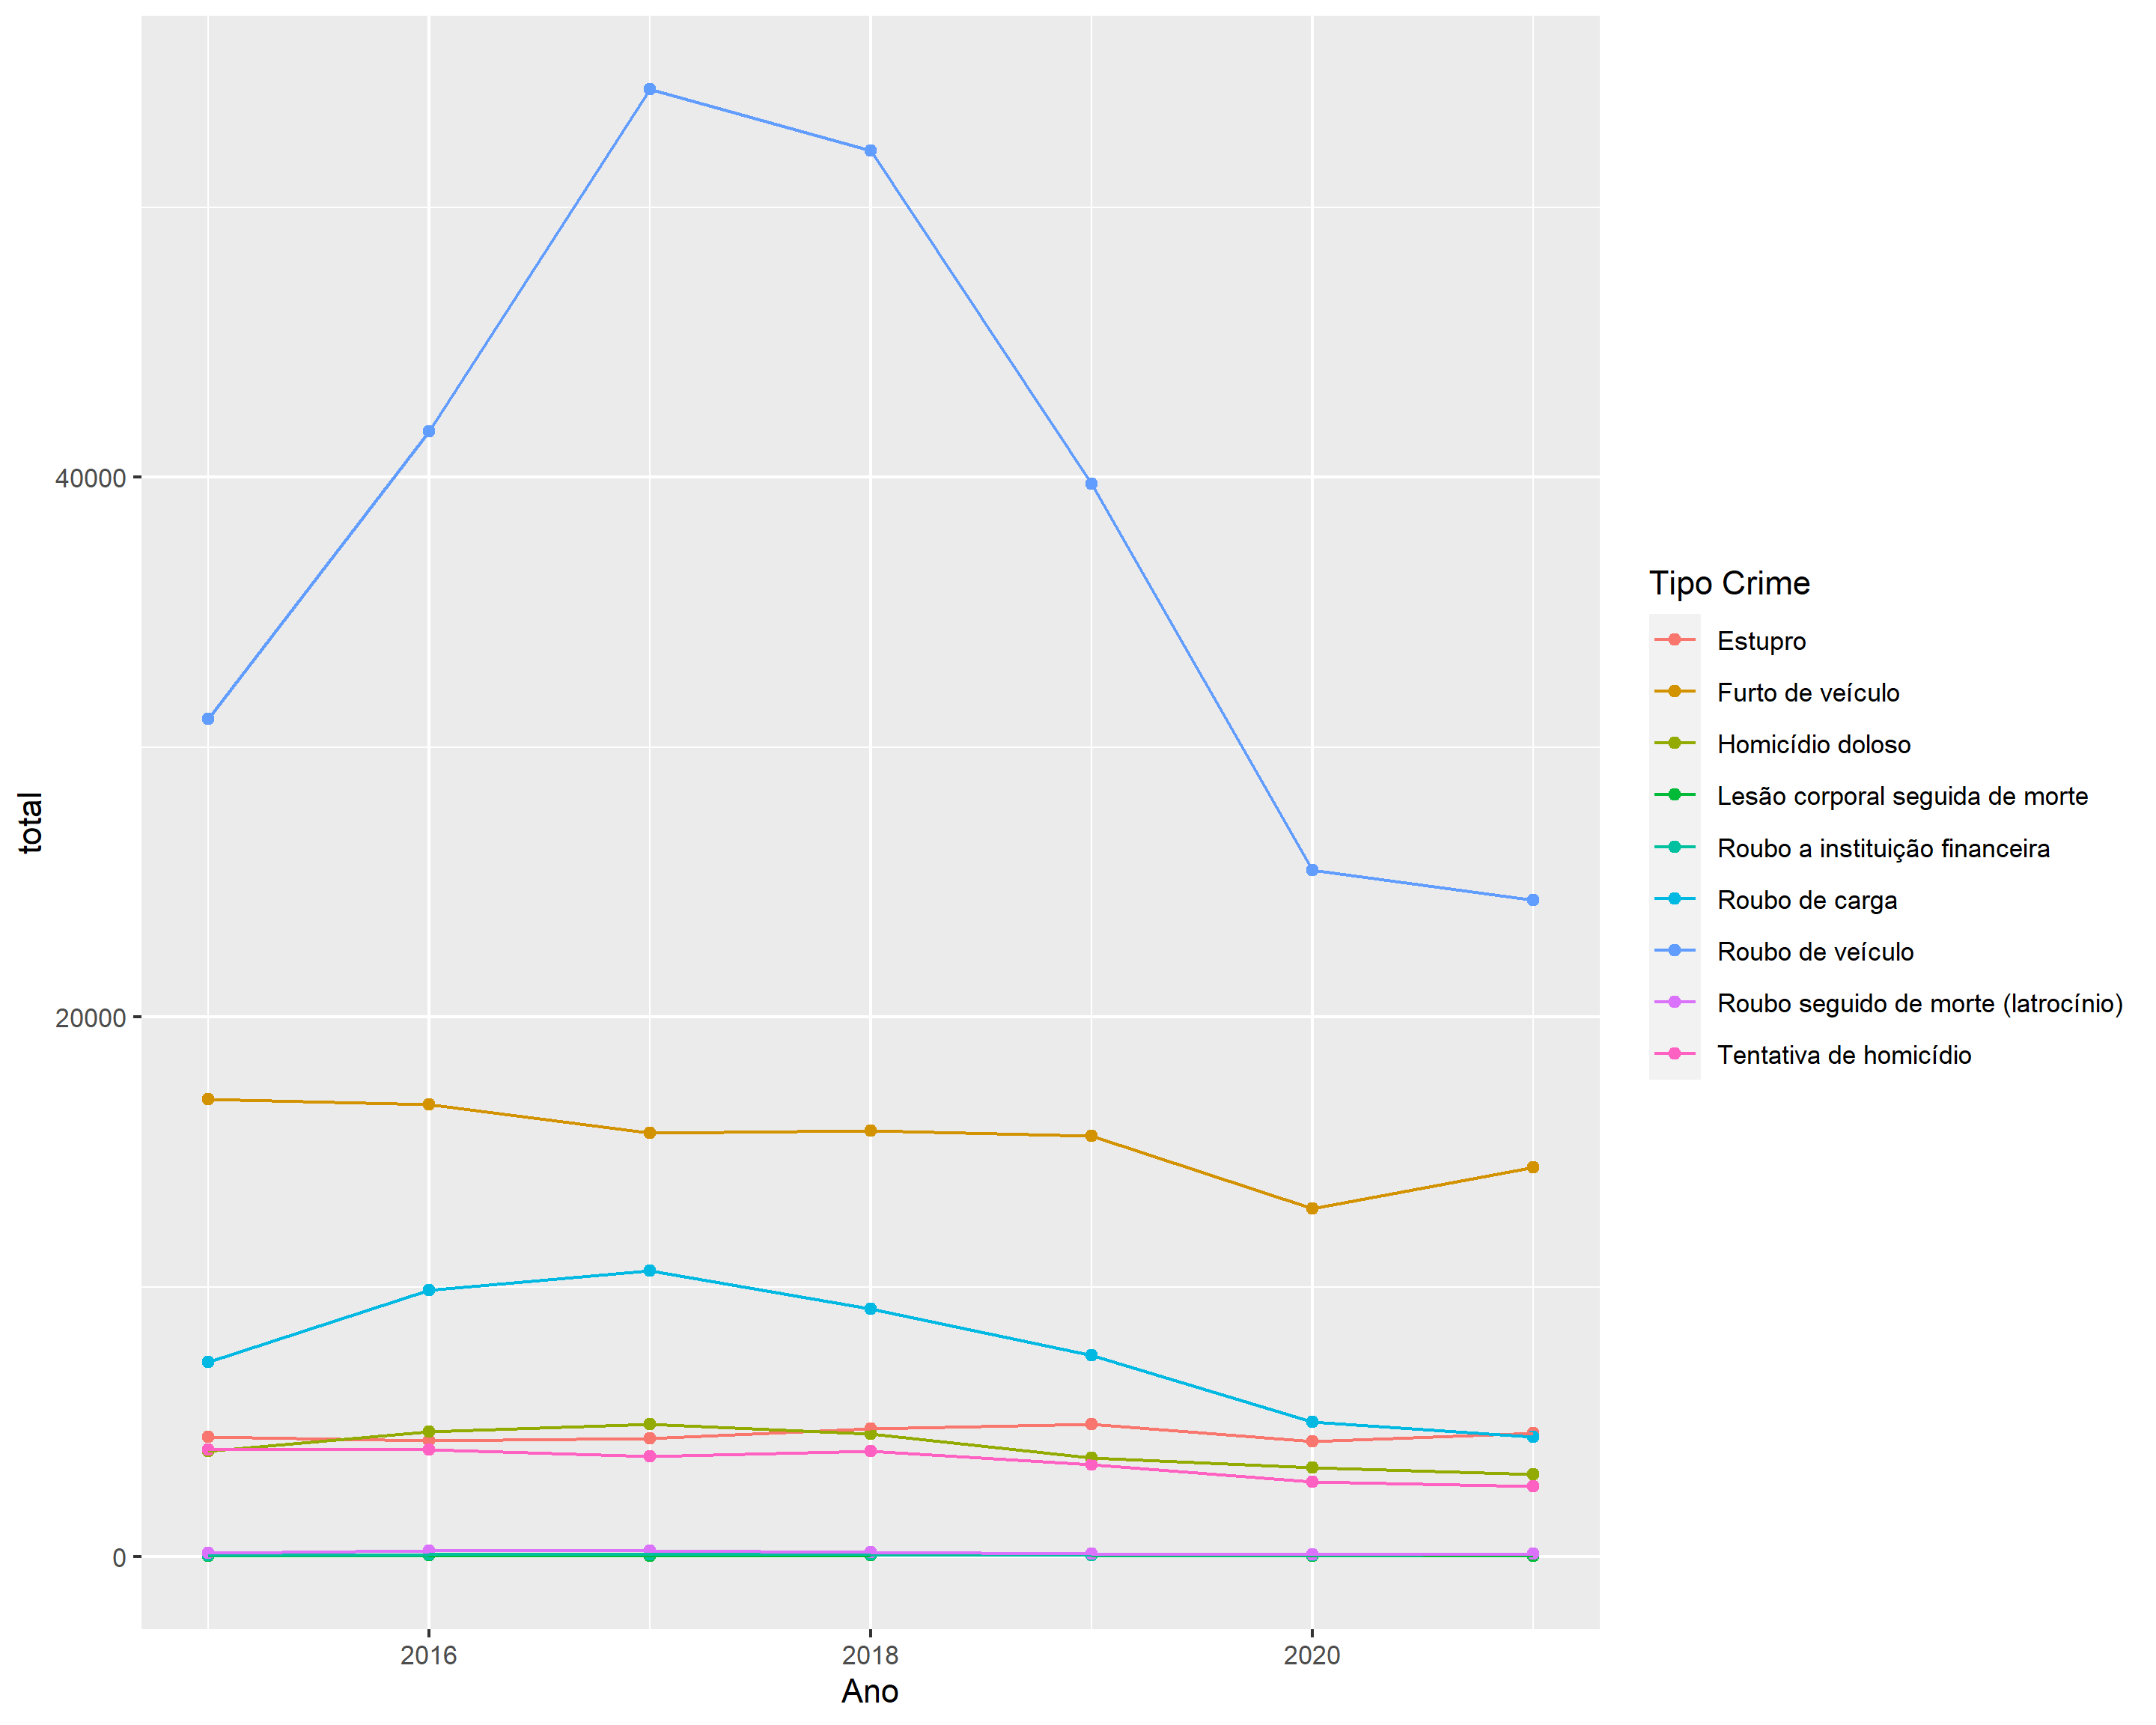 total
40000
20000
0
2016
2018
2020
Ano
Tipo Crime
Estupro
Furto de veículo
Homicídio doloso
Lesão corporal seguida de morte
Roubo a instituição financeira
Roubo de carga
Roubo de veículo
Roubo seguido de morte (latrocínio)
Tentativa de homicídio